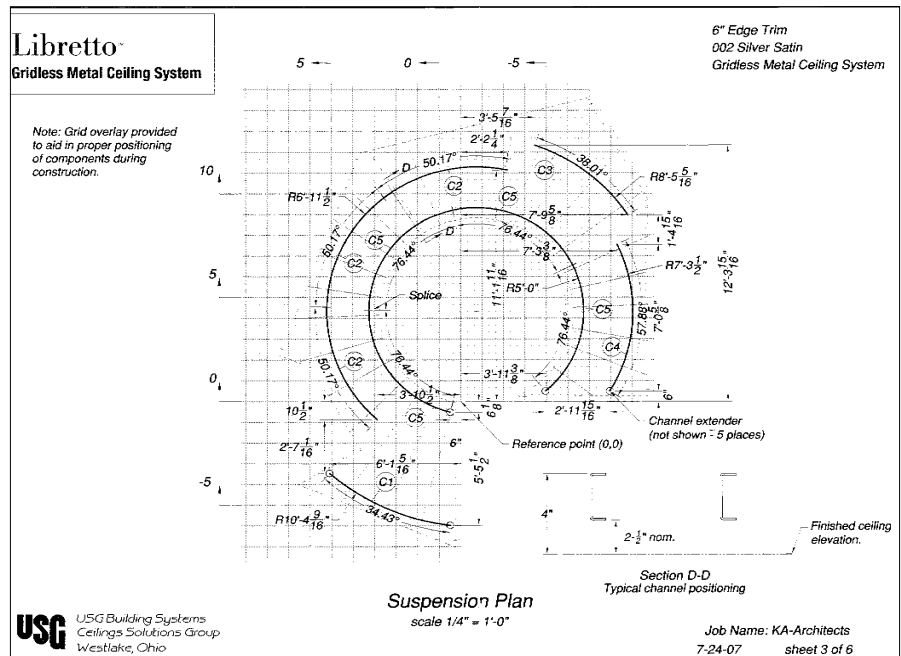 Libretto™
Gridless Metal Ceiling System
6" Edge Trim
002 Silver Satin
Gridless Metal Ceiling System
5
0
-5
Note: Grid overlay provided
to aid in proper positioning
of components during
construction.
3'-5 7/16"
2'-2 1/4"
50.17°
D
38.01°
C3
10
C2
R8'-5 5/16"
R6'-11 1/2"
C5
7'-9 5/8"
1'-4 15/16"
50.17°
C5
76.44°
D
76.44°
7'-3 3/8"
C2
R7'-3 1/2"
12'-3 15/16"
5
11'-1 11/16"
R5'-0"
Splice
C5
57.88°
7'-0 5/8"
76.44°
C4
50.17°
C2
76.44°
3'-11 3/8"
0
3'-10 1/2"
6 1/8"
6"
10 1/2"
C5
2'-11 15/16"
Channel extender
(not shown - 5 places)
Reference point (0,0)
2'-7 1/16"
6"
5'-5 1/2"
6'-1 5/16"
-5
C1
R10'-4 9/16"
34.43°
4"
2-1/2" nom.
Finished ceiling
elevation.
Section D-D
Typical channel positioning
Suspension Plan
scale 1/4" = 1'-0"
USG
USG Building Systems
Ceilings Solutions Group
Westlake, Ohio
Job Name: KA-Architects
7-24-07 sheet 3 of 6